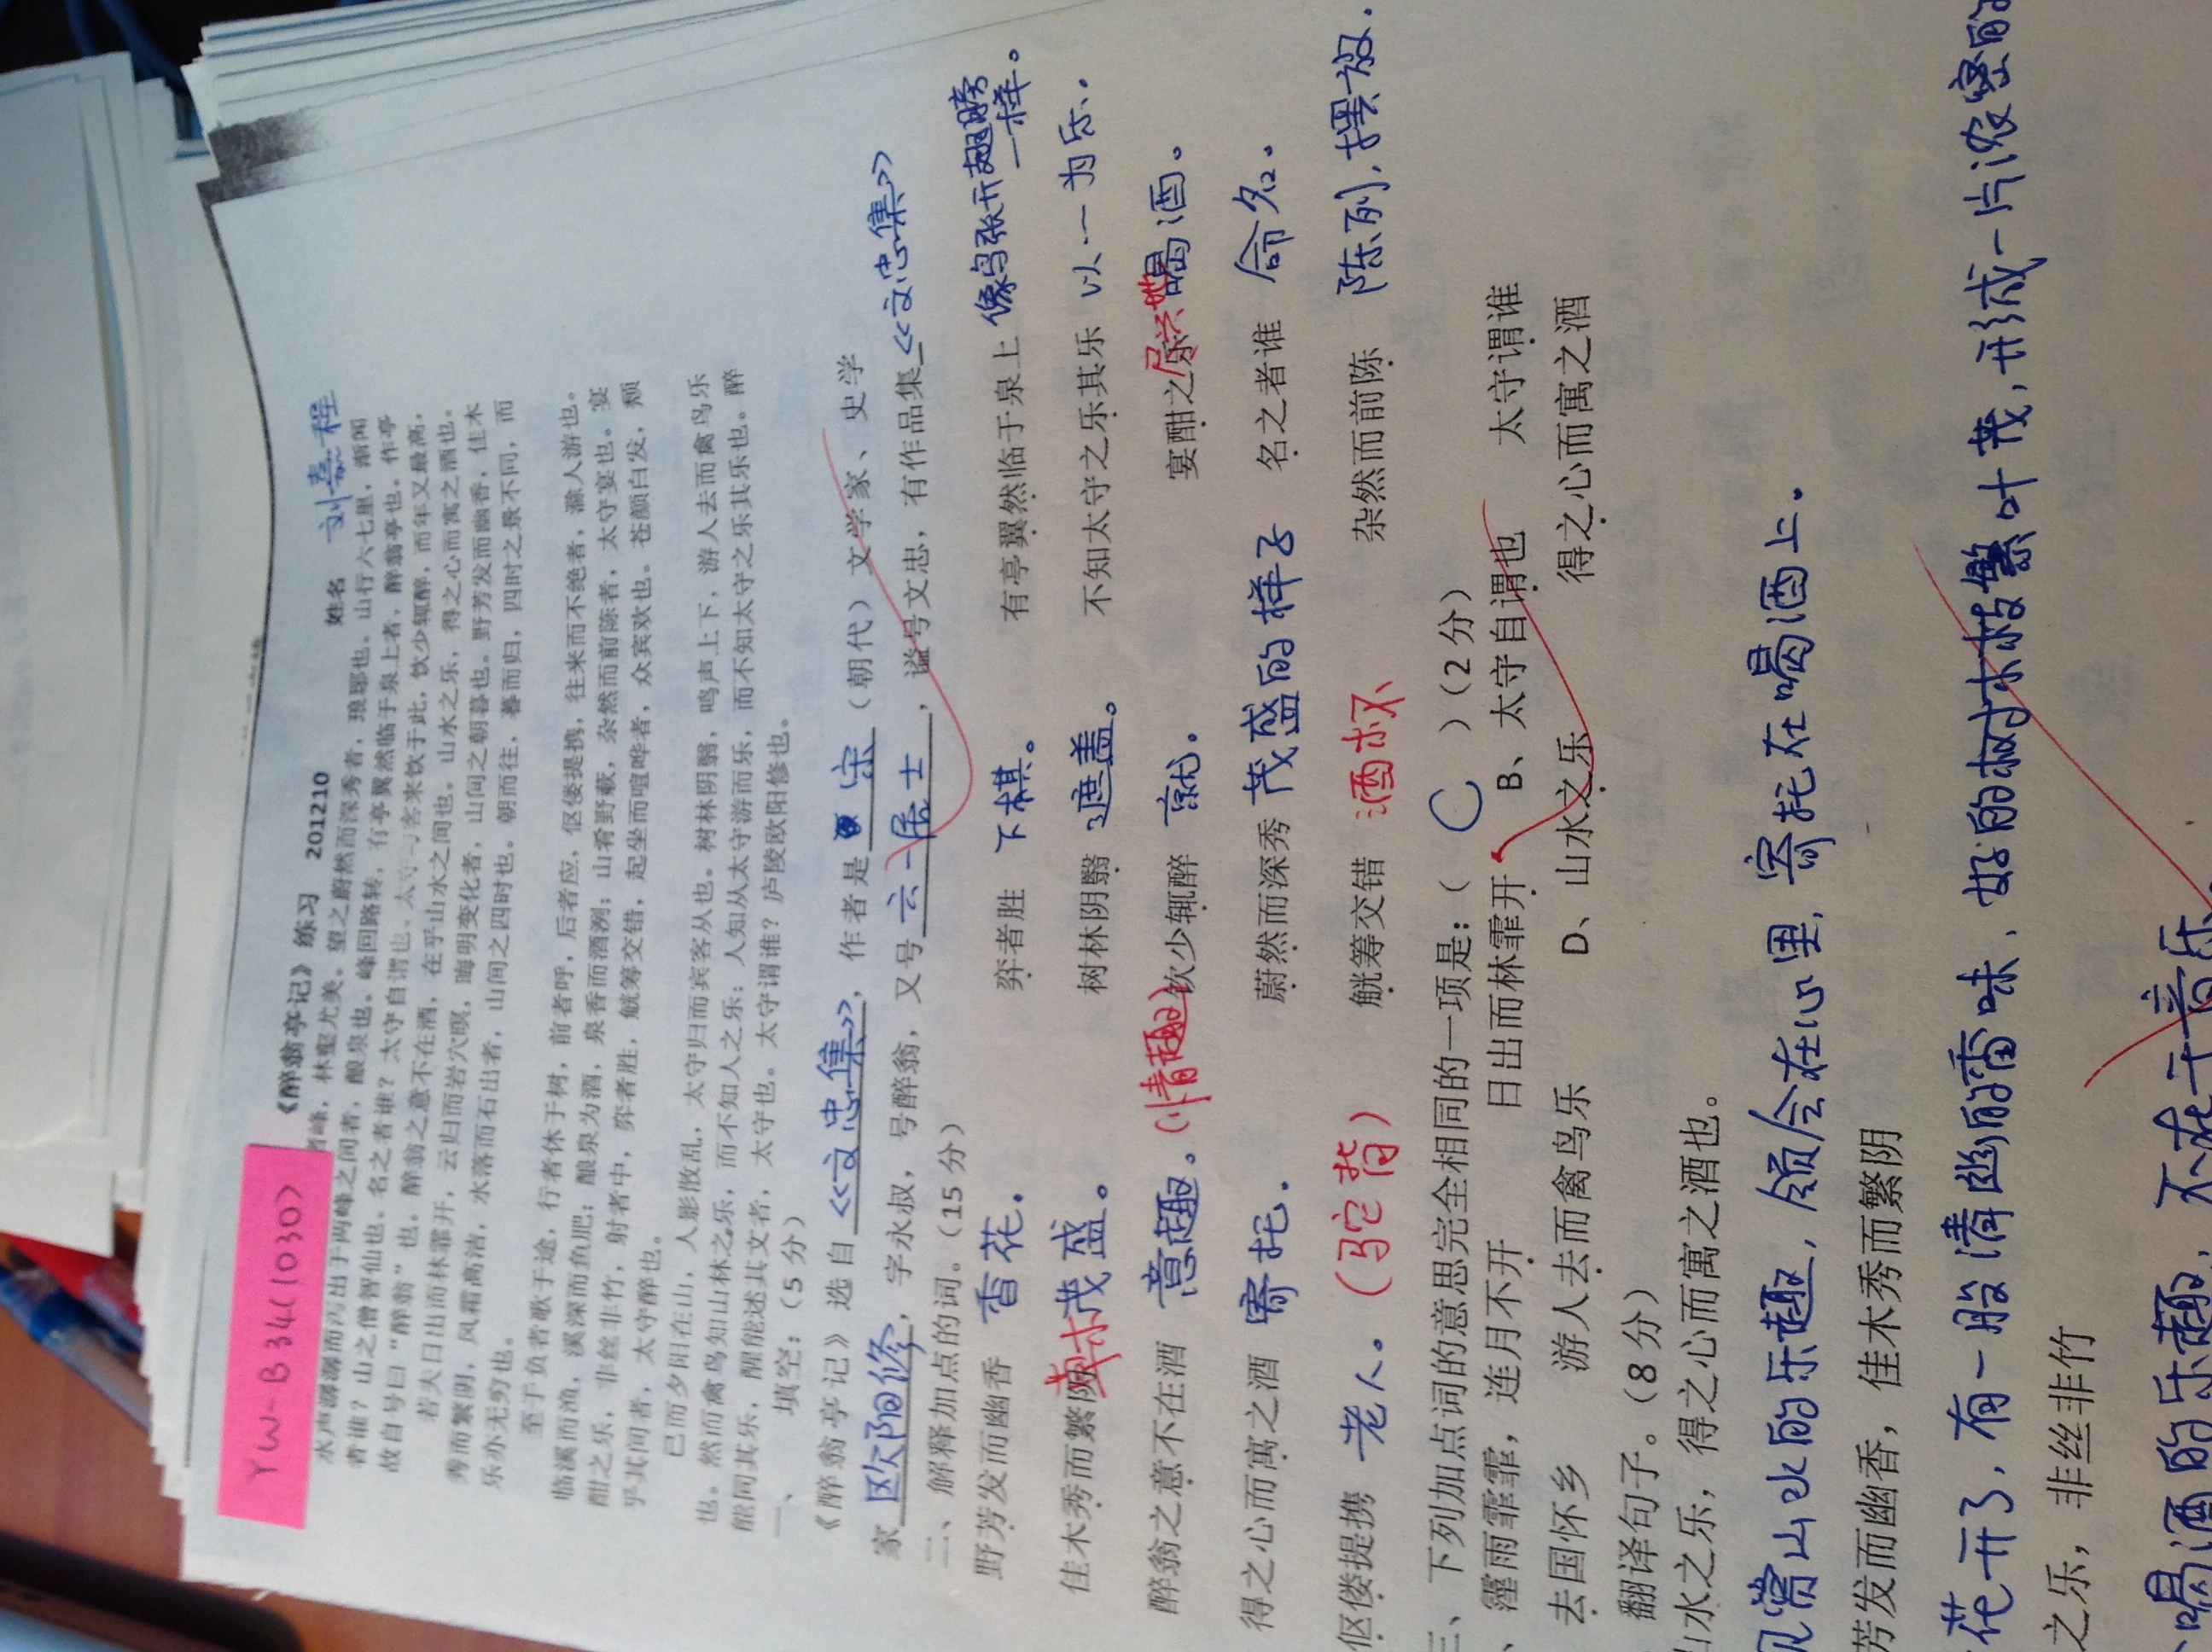 YW-B34(1030)
《醉翁亭记》练习 201210 姓名 刘嘉程
者峰，林壑尤美。望之蔚然而深秀者，琅琊也。山行六七里，渐闻
水声潺潺而泻出于两峰之间者，酿泉也。峰回路转，有亭翼然临于泉上者，醉翁亭也。作亭
者谁？山之僧智仙也。名之者谁？太守自谓也。太守与客来饮于此，饮少辄醉，而年又最高，
故自号曰“醉翁”也。醉翁之意不在酒，在乎山水之间也。山水之乐，得之心而寓之酒也。
若夫日出而林霏开，云归而岩穴暝，晦明变化者，山间之朝暮也。野芳发而幽香，佳木
秀而繁阴，风霜高洁，水落而石出者，山间之四时也。朝而往，暮而归，四时之景不同，而
乐亦无穷也。
至于负者歌于途，行者休于树，前者呼，后者应，伛偻提携，往来而不绝者，滁人游也。
临溪而渔，溪深而鱼肥；酿泉为酒，泉香而酒洌；山肴野蔌，杂然而前陈者，太守宴也。宴
酣之乐，非丝非竹，射者中，弈者胜，觥筹交错，起坐而喧哗者，众宾欢也。苍颜白发，颓
乎其间者，太守醉也。
已而夕阳在山，人影散乱，太守归而宾客从也。树林阴翳，鸣声上下，游人去而禽鸟乐
也。然而禽鸟知山林之乐，而不知人之乐；人知从太守游而乐，而不知太守之乐其乐也。醉
能同其乐，醒能述其文者，太守也。太守谓谁？庐陵欧阳修也。
一、 填空：（5分）
《醉翁亭记》选自《文忠集》，作者是 宋 （朝代）文学家、史学
家 欧阳修，字永叔，号醉翁，又号 六一居士，谥号文忠，有作品集《文忠集》
二、解释加点的词。（15分）
野芳发而幽香 香花。 弈者胜 下棋。 有亭翼然临于泉上 像鸟张开翅膀一样。
佳木秀而繁阴 草木茂盛。 树林阴翳 遮盖。 不知太守之乐其乐 以…为乐。
醉翁之意不在酒 意趣。（情趣） 饮少辄醉 就。 宴酣之乐 尽兴地喝酒。
得之心而寓之酒 寄托。 蔚然而深秀 茂盛的样子 名之者谁 命名。
伛偻提携 老人。（驼背） 觥筹交错 酒杯 杂然而前陈 陈列，摆放。
三、下列加点词的意思完全相同的一项是：（ C ）（2分）
、霪雨霏霏，连月不开 日出而林霏开 B、太守自谓也 太守谓谁
去国怀乡 游人去而禽鸟乐 D、山水之乐 得之心而寓之酒
翻译句子。（8分）
山水之乐，得之心而寓之酒也。
观赏山水的乐趣，领会在心里，寄托在喝酒上。
芳发而幽香，佳木秀而繁阴
花开了，有一股清幽的香味，好的树木枝繁叶茂，形成一片浓密的
之乐，非丝非竹
喝酒的乐趣，不在于音乐。